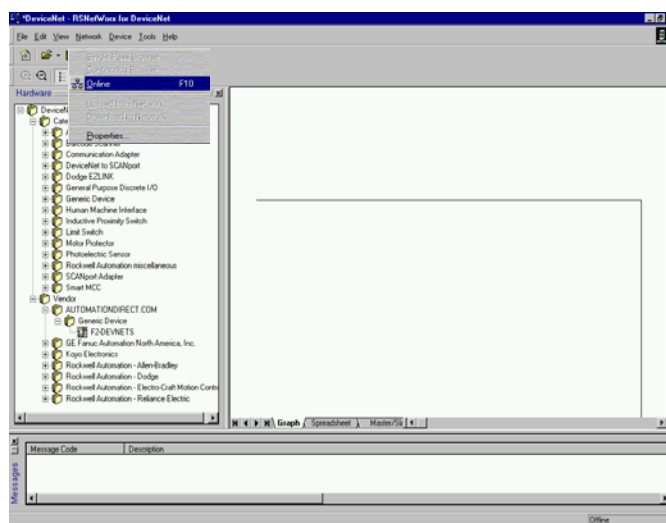 *DeviceNet - RSNetWorx for DeviceNet
File Edit View Network Device Tools Help
Online F10
Properties...
Hardware
DeviceN
Cate
Barcode Scanner
Communication Adapter
DeviceNet to SCANport
Dodge EZLINK
General Purpose Discrete I/O
Generic Device
Human Machine Interface
Inductive Proximity Switch
Limit Switch
Motor Protector
Photoelectric Sensor
Rockwell Automation miscellaneous
SCANport Adapter
Smart MCC
Vendor
AUTOMATIONDIRECT.COM
Generic Device
F2-DEVNETS
GE Fanuc Automation North America, Inc.
Koyo Electronics
Rockwell Automation - Allen-Bradley
Rockwell Automation - Dodge
Rockwell Automation - Electro-Craft Motion Contro
Rockwell Automation - Reliance Electric
Graph Spreadsheet Master/Sl
Message Code Description
Messages
Offline